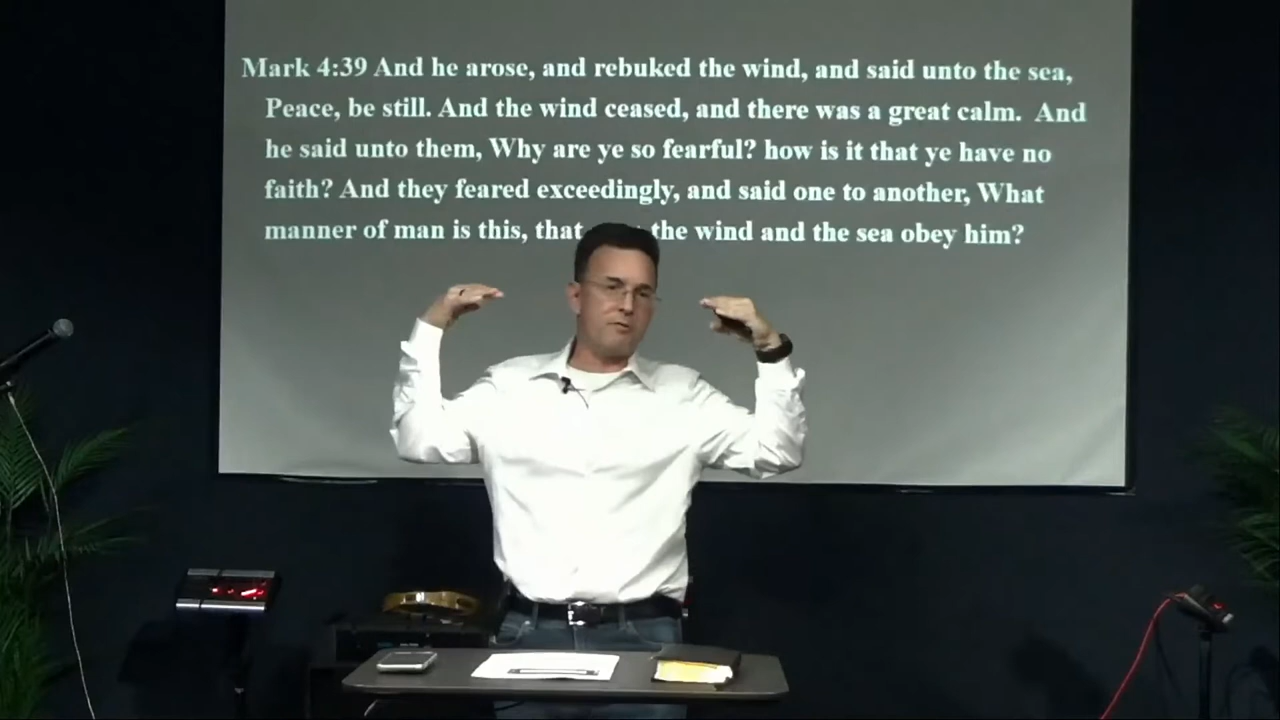 Mark 4:39 And he arose, and rebuked the wind, and said unto the sea,
Peace, be still. And the wind ceased, and there was a great calm. And
he said unto them, Why are ye so fearful? how is it that ye have no
faith? And they feared exceedingly, and said one to another, What
manner of man is this, that the wind and the sea obey him?